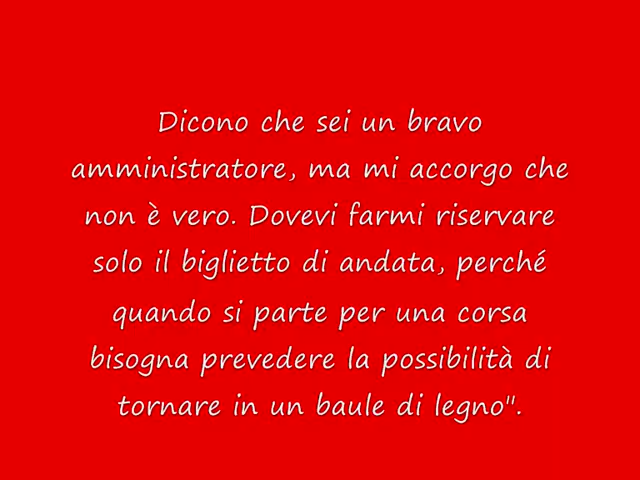 Dicono che sei un bravo
amministratore, ma mi accorgo che
non è vero. Dovevi farmi riservare
solo il biglietto di andata, perché
quando si parte per una corsa
bisogna prevedere la possibilità di
tornare in un baule di legno".